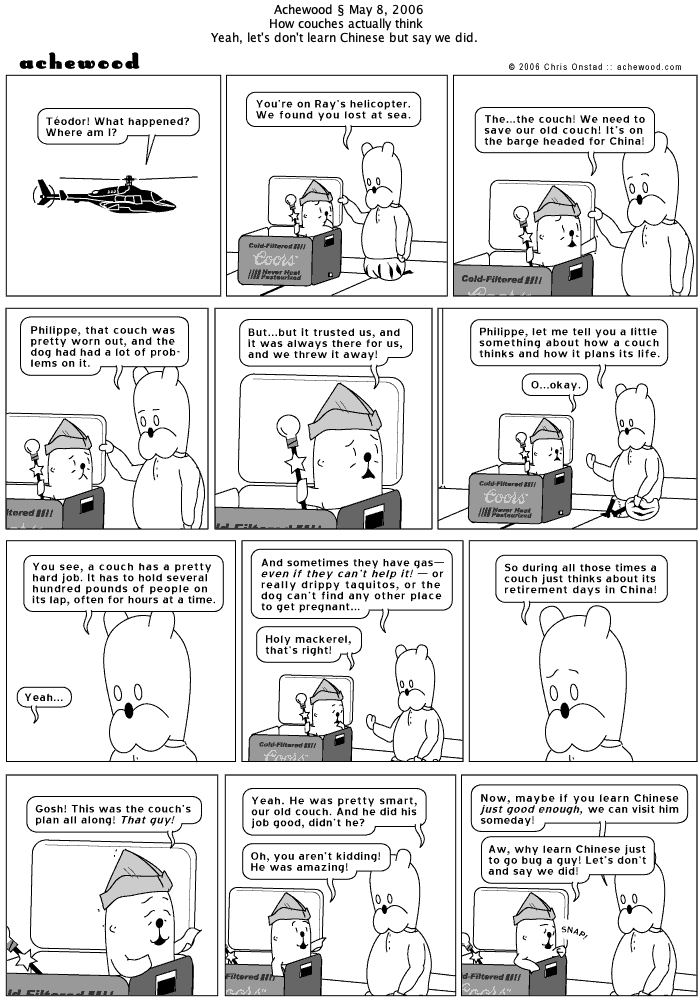 Achewood § May 8, 2006
How couches actually think
Yeah, let's don't learn Chinese but say we did.
achewood
© 2006 Chris Onstad :: achewood.com
Téodor! What happened?
Where am I?
You're on Ray's helicopter.
We found you lost at sea.
Cold-Filtered
Coors
Never Heat
Pasteurized
The...the couch! We need to
save our old couch! It's on
the barge headed for China!
Cold-Filtered
Philippe, that couch was
pretty worn out, and the
dog had had a lot of prob-
lems on it.
ltered
But...but it trusted us, and
it was always there for us,
and we threw it away!
ld-Filtered
Philippe, let me tell you a little
something about how a couch
thinks and how it plans its life.
O...okay.
Cold-Filtered
Coors
Never Heat
Pasteurized
You see, a couch has a pretty
hard job. It has to hold several
hundred pounds of people on
its lap, often for hours at a time.
Yeah...
And sometimes they have gas—
even if they can't help it! — or
really drippy taquitos, or the
dog can't find any other place
to get pregnant...
Holy mackerel,
that's right!
Cold-Filtered
Coors
So during all those times a
couch just thinks about its
retirement days in China!
Gosh! This was the couch's
plan all along! That guy!
Yeah. He was pretty smart,
our old couch. And he did his
job good, didn't he?
Oh, you aren't kidding!
He was amazing!
Filtered
Now, maybe if you learn Chinese
just good enough, we can visit him
someday!
Aw, why learn Chinese just
to go bug a guy! Let's don't
and say we did!
SNAP!
Filtered